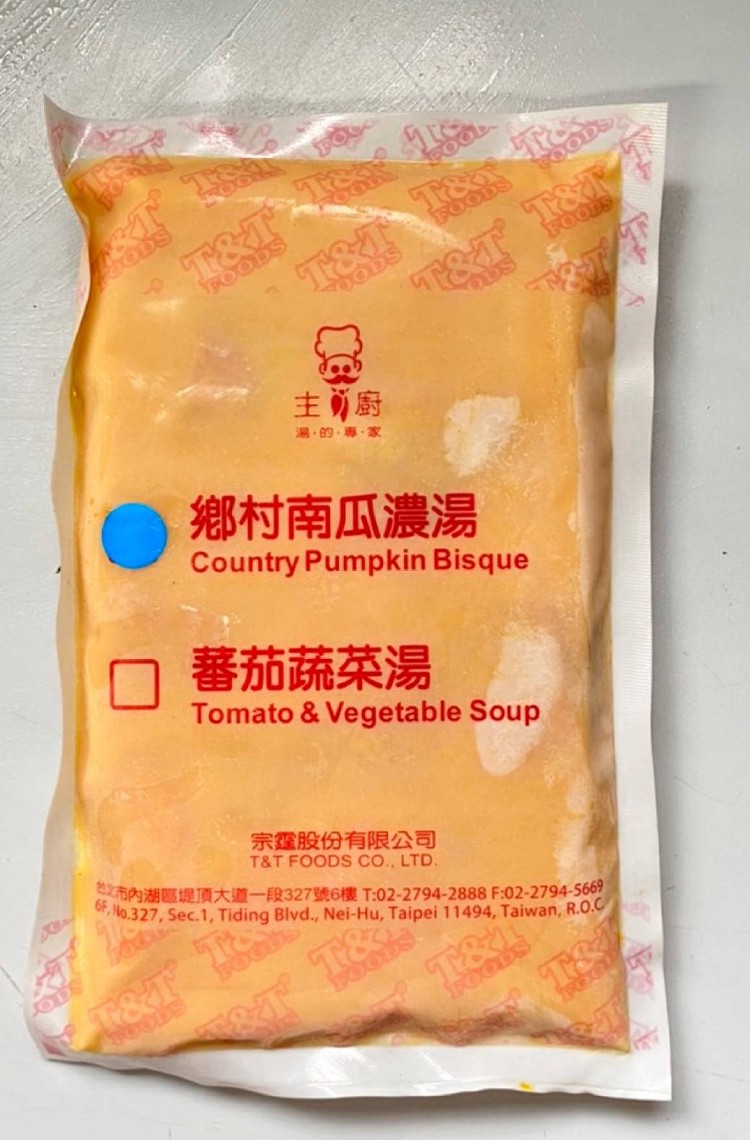 T&T FOODS
主廚
湯·的·專·家
鄉村南瓜濃湯
Country Pumpkin Bisque
蕃茄蔬菜湯
Tomato & Vegetable Soup
宗霆股份有限公司
T&T FOODS CO., LTD.
台北市內湖區堤頂大道一段327號6樓 T:02-2794-2888 F:02-2794-5669
6F, No.327, Sec.1, Tiding Blvd., Nei-Hu, Taipei 11494, Taiwan, R.O.C.
T&T FOODS